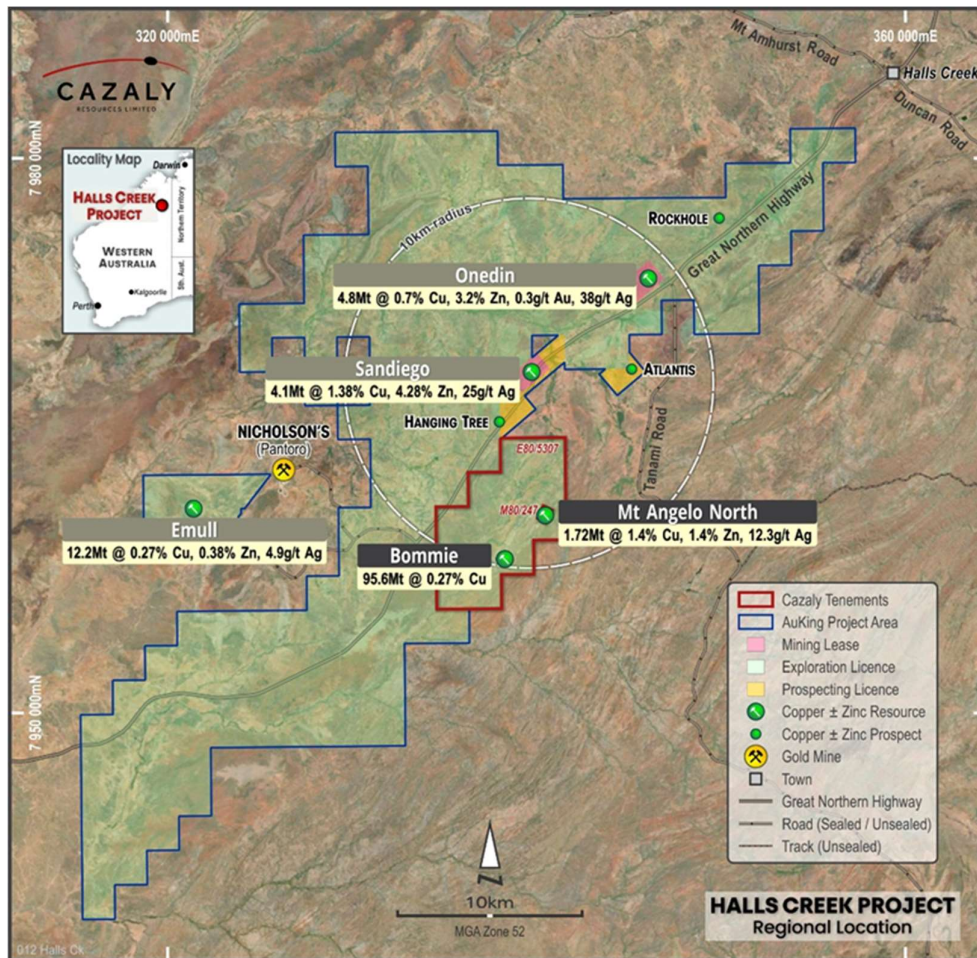 320 000mE
360 000mE
Mt Amhurst Road
Halls Creek
Duncan Road
CAZALY
RESOURCES LIMITED
7 980 000mN
Locality Map
Darwin
HALLS CREEK
PROJECT
Northern Territory
WESTERN
AUSTRALIA
Sth. Aust.
Kalgoorlie
Perth
10km-radius
ROCKHOLE
Great Northern Highway
Onedin
4.8Mt @ 0.7% Cu, 3.2% Zn, 0.3g/t Au, 38g/t Ag
Sandiego
4.1Mt @ 1.38% Cu, 4.28% Zn, 25g/t Ag
ATLANTIS
HANGING TREE
Tanami Road
NICHOLSON'S
(Pantoro)
E80/5307
M80/247
Mt Angelo North
1.72Mt @ 1.4% Cu, 1.4% Zn, 12.3g/t Ag
Emull
12.2Mt @ 0.27% Cu, 0.38% Zn, 4.9g/t Ag
Bommie
95.6Mt @ 0.27% Cu
7 950 000mN
Cazaly Tenements
AuKing Project Area
Mining Lease
Exploration Licence
Prospecting Licence
Copper ± Zinc Resource
Copper ± Zinc Prospect
Gold Mine
Town
Great Northern Highway
Road (Sealed / Unsealed)
Track (Unsealed)
N
10km
MGA Zone 52
HALLS CREEK PROJECT
Regional Location
012 Halls Ck